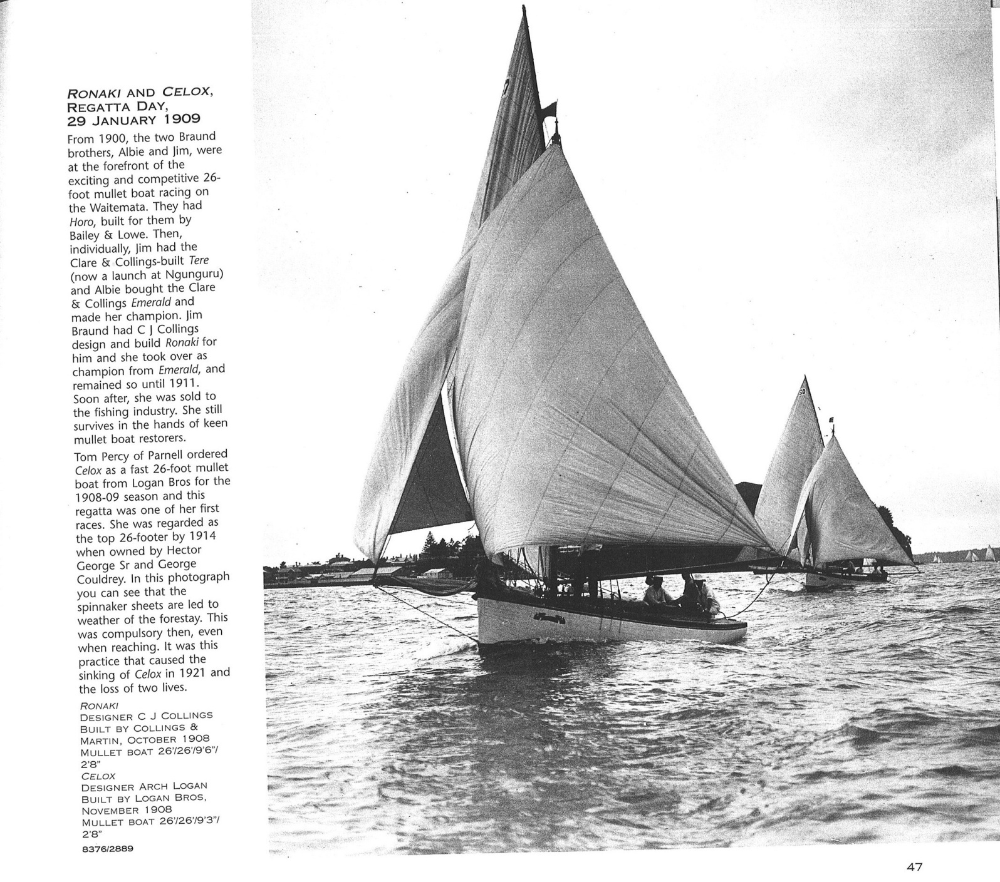 RONAKI AND CELOX,
REGATTA DAY,
29 JANUARY 1909
From 1900, the two Braund
brothers, Albie and Jim, were
at the forefront of the
exciting and competitive 26-
foot mullet boat racing on
the Waitemata. They had
Horo, built for them by
Bailey & Lowe. Then,
individually, Jim had the
Clare & Collings-built Tere
(now a launch at Ngunguru)
and Albie bought the Clare
& Collings Emerald and
made her champion. Jim
Braund had C J Collings
design and build Ronaki for
him and she took over as
champion from Emerald, and
remained so until 1911.
Soon after, she was sold to
the fishing industry. She still
survives in the hands of keen
mullet boat restorers.
Tom Percy of Parnell ordered
Celox as a fast 26-foot mullet
boat from Logan Bros for the
1908-09 season and this
regatta was one of her first
races. She was regarded as
the top 26-footer by 1914
when owned by Hector
George Sr and George
Couldrey. In this photograph
you can see that the
spinnaker sheets are led to
weather of the forestay. This
was compulsory then, even
when reaching. It was this
practice that caused the
sinking of Celox in 1921 and
the loss of two lives.
RONAKI
DESIGNER C J COLLINGS
BUILT BY COLLINGS &
MARTIN, OCTOBER 1908
MULLET BOAT 26'/26'/9'6"/
2'8"
CELOX
DESIGNER ARCH LOGAN
BUILT BY LOGAN BROS,
NOVEMBER 1908
MULLET BOAT 26'/26'/9'3"/
2'8"
8376/2889
47